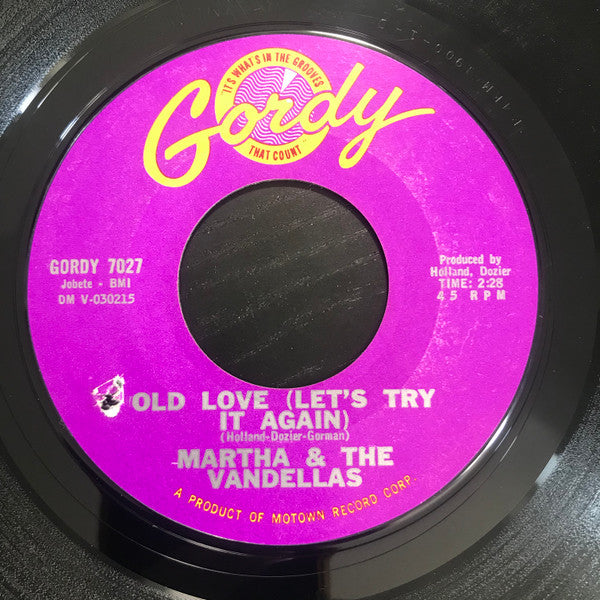 IT'S WHAT'S IN THE GROOVES
Gordy
THAT COUNT
GORDY 7027
Jobete - BMI
DM V-030215
Produced by
Holland, Dozier
TIME: 2:28
45 RPM
OLD LOVE (LET'S TRY
IT AGAIN)
(Holland-Dozier-Gorman)
MARTHA & THE
VANDELLAS
A PRODUCT OF MOTOWN RECORD CORP